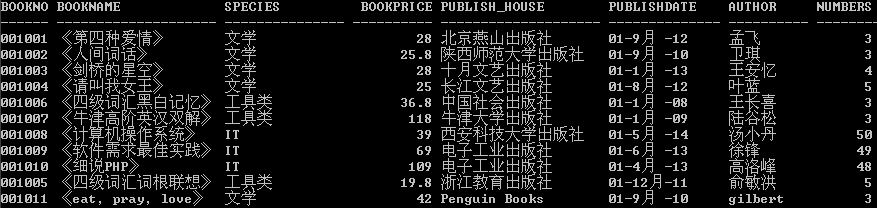 BOOKNO BOOKNAME SPECIES BOOKPRICE PUBLISH_HOUSE PUBLISHDATE AUTHOR NUMBERS
001001 《第四种爱情》 文学 28 北京燕山出版社 01-9月 -12 孟飞 3
001002 《人间词话》 文学 25.8 陕西师范大学出版社 01-9月 -10 卫琪 3
001003 《剑桥的星空》 文学 28 十月文艺出版社 01-1月 -13 王安忆 4
001004 《请叫我女王》 文学 25 长江文艺出版社 01-8月 -12 叶蓝 5
001006 《四级词汇黑白记忆》 工具类 36.8 中国社会出版社 01-1月 -08 王长喜 3
001007 《牛津高阶英汉双解》 工具类 118 牛津大学出版社 01-1月 -09 陆谷松 3
001008 《计算机操作系统》 IT 39 西安科技大学出版社 01-5月 -14 汤小丹 50
001009 《软件需求最佳实践》 IT 69 电子工业出版社 01-6月 -13 徐锋 49
001010 《细说PHP》 IT 109 电子工业出版社 01-4月 -13 高洛峰 48
001005 《四级词汇词根联想》 工具类 19.8 浙江教育出版社 01-12月-11 俞敏洪 5
001011 《eat, pray, love》 文学 42 Penguin Books 01-9月 -10 gilbert 3